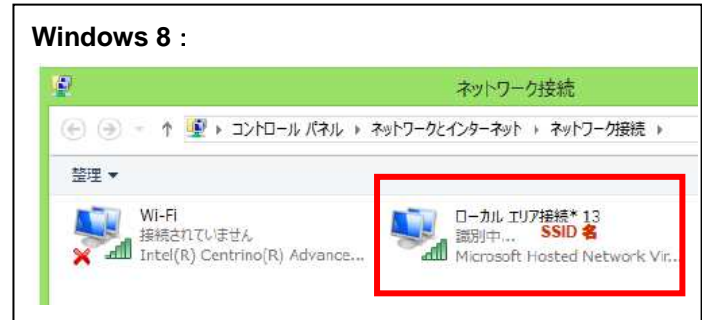 Windows 8：
ネットワーク接続
コントロール パネル ▸ ネットワークとインターネット ▸ ネットワーク接続 ▸
整理 ▾
Wi-Fi
接続されていません
Intel(R) Centrino(R) Advance...
ローカル エリア接続* 13
識別中... SSID 名
Microsoft Hosted Network Vir...